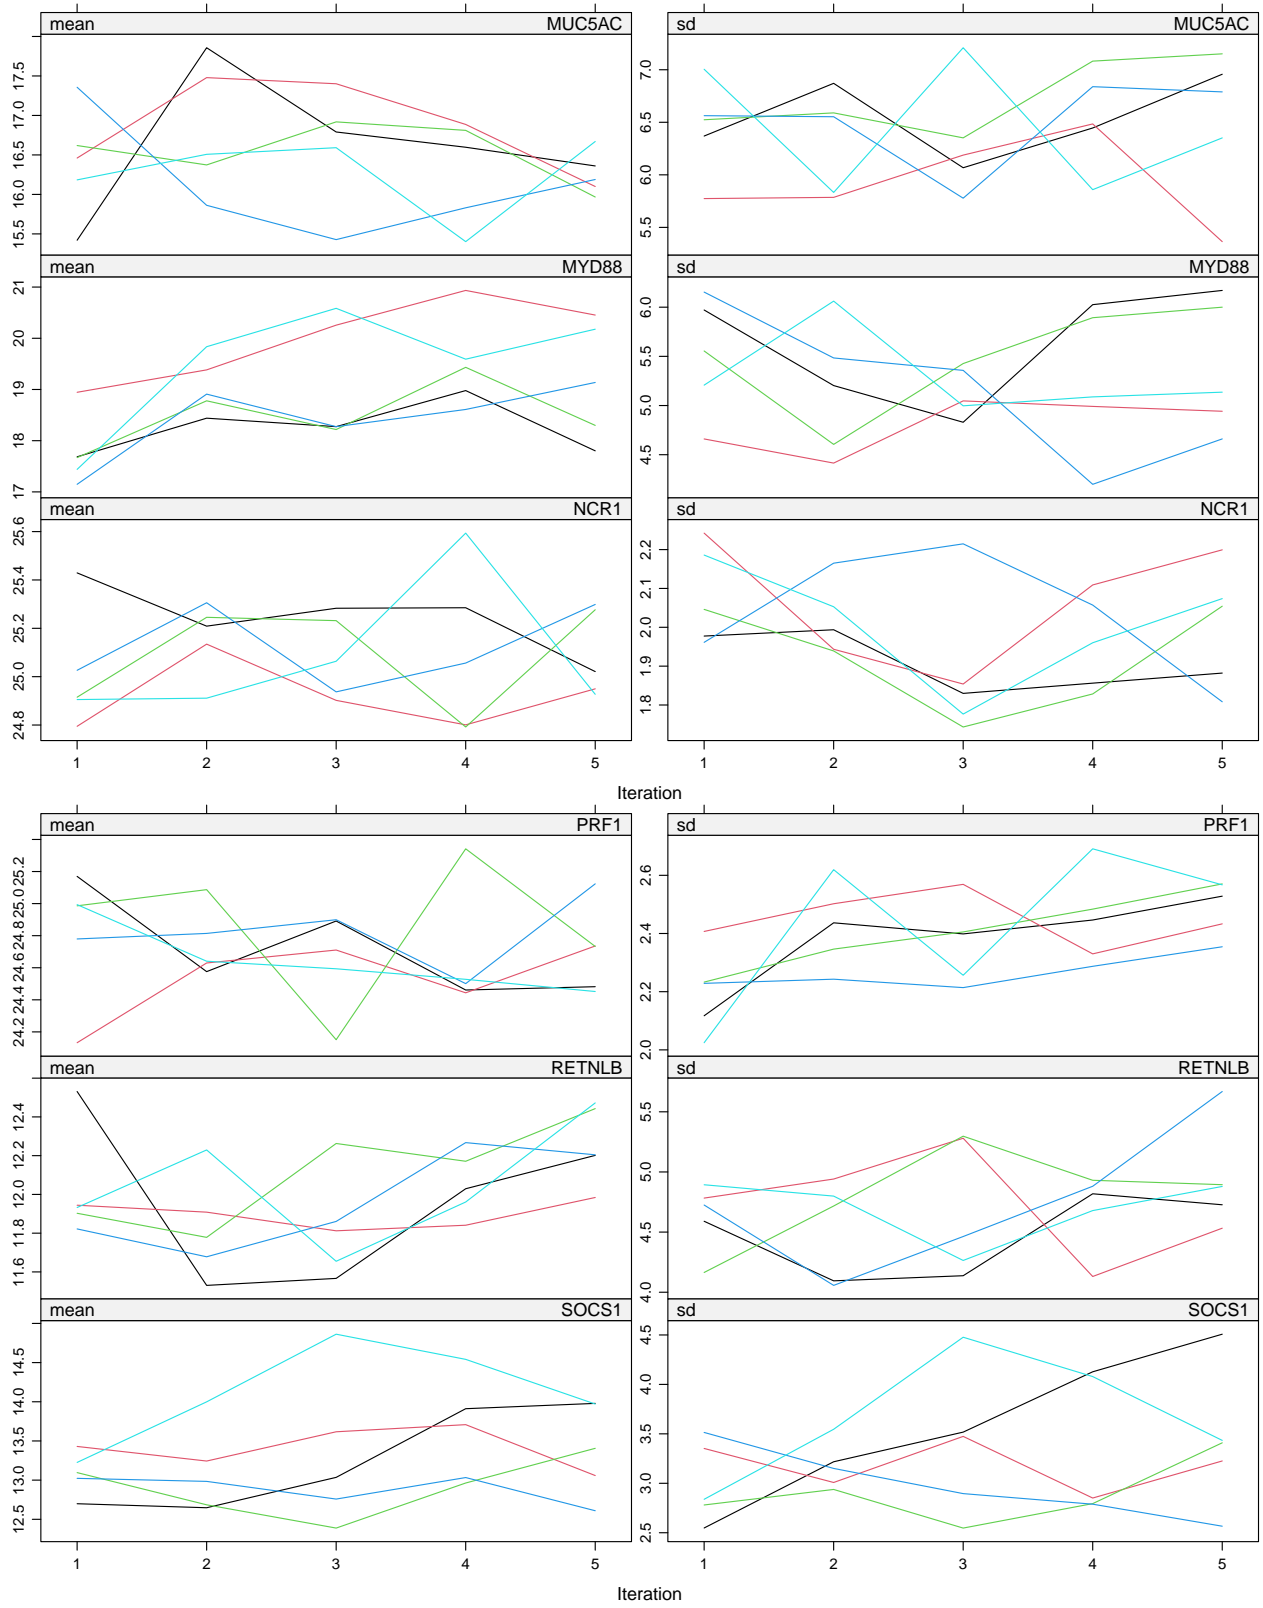 mean MUC5AC sd MUC5AC
15.5 16.0 16.5 17.0 17.5
5.5 6.0 6.5 7.0
mean MYD88 sd MYD88
17 18 19 20 21
4.5 5.0 5.5 6.0
mean NCR1 sd NCR1
24.8 25.0 25.2 25.4 25.6
1.8 1.9 2.0 2.1 2.2
1 2 3 4 5 1 2 3 4 5
Iteration
mean PRF1 sd PRF1
24.2 24.4 24.6 24.8 25.0 25.2
2.0 2.2 2.4 2.6
mean RETNLB sd RETNLB
11.6 11.8 12.0 12.2 12.4
4.0 4.5 5.0 5.5
mean SOCS1 sd SOCS1
12.5 13.0 13.5 14.0 14.5
2.5 3.0 3.5 4.0 4.5
1 2 3 4 5 1 2 3 4 5
Iteration